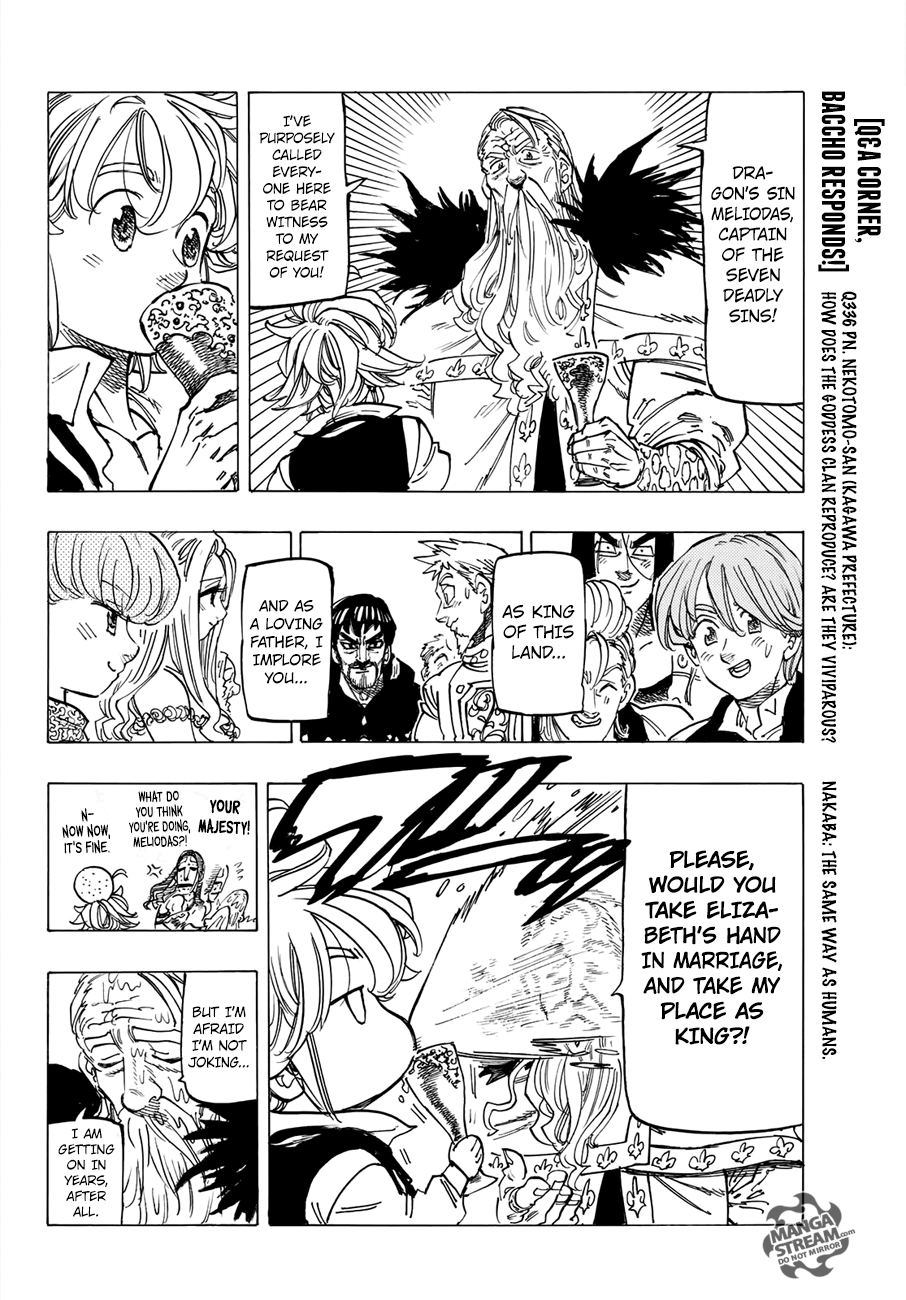 [Q&A CORNER,
BACCHO RESPONDS!]
Q336 PN. NEKOTOMO-SAN (KAGAWA PREFECTURE):
HOW DOES THE GODDESS CLAN REPRODUCE? ARE THEY VIVIPAROUS?
NAKABA: THE SAME WAY AS HUMANS.
DRA-
GON'S SIN
MELIODAS,
CAPTAIN
OF THE
SEVEN
DEADLY
SINS!
I'VE
PURPOSELY
CALLED
EVERY-
ONE HERE
TO BEAR
WITNESS
TO MY
REQUEST
OF YOU!
AS KING
OF THIS
LAND...
AND AS
A LOVING
FATHER, I
IMPLORE
YOU...
PLEASE,
WOULD YOU
TAKE ELIZA-
BETH'S HAND
IN MARRIAGE,
AND TAKE MY
PLACE AS
KING?!
YOUR
MAJESTY!
WHAT DO
YOU THINK
YOU'RE DOING,
MELIODAS?!
N-
NOW NOW,
IT'S FINE.
BUT I'M
AFRAID
I'M NOT
JOKING...
I AM
GETTING
ON IN
YEARS,
AFTER
ALL.
MANGA
STREAM.com
DO NOT MIRROR